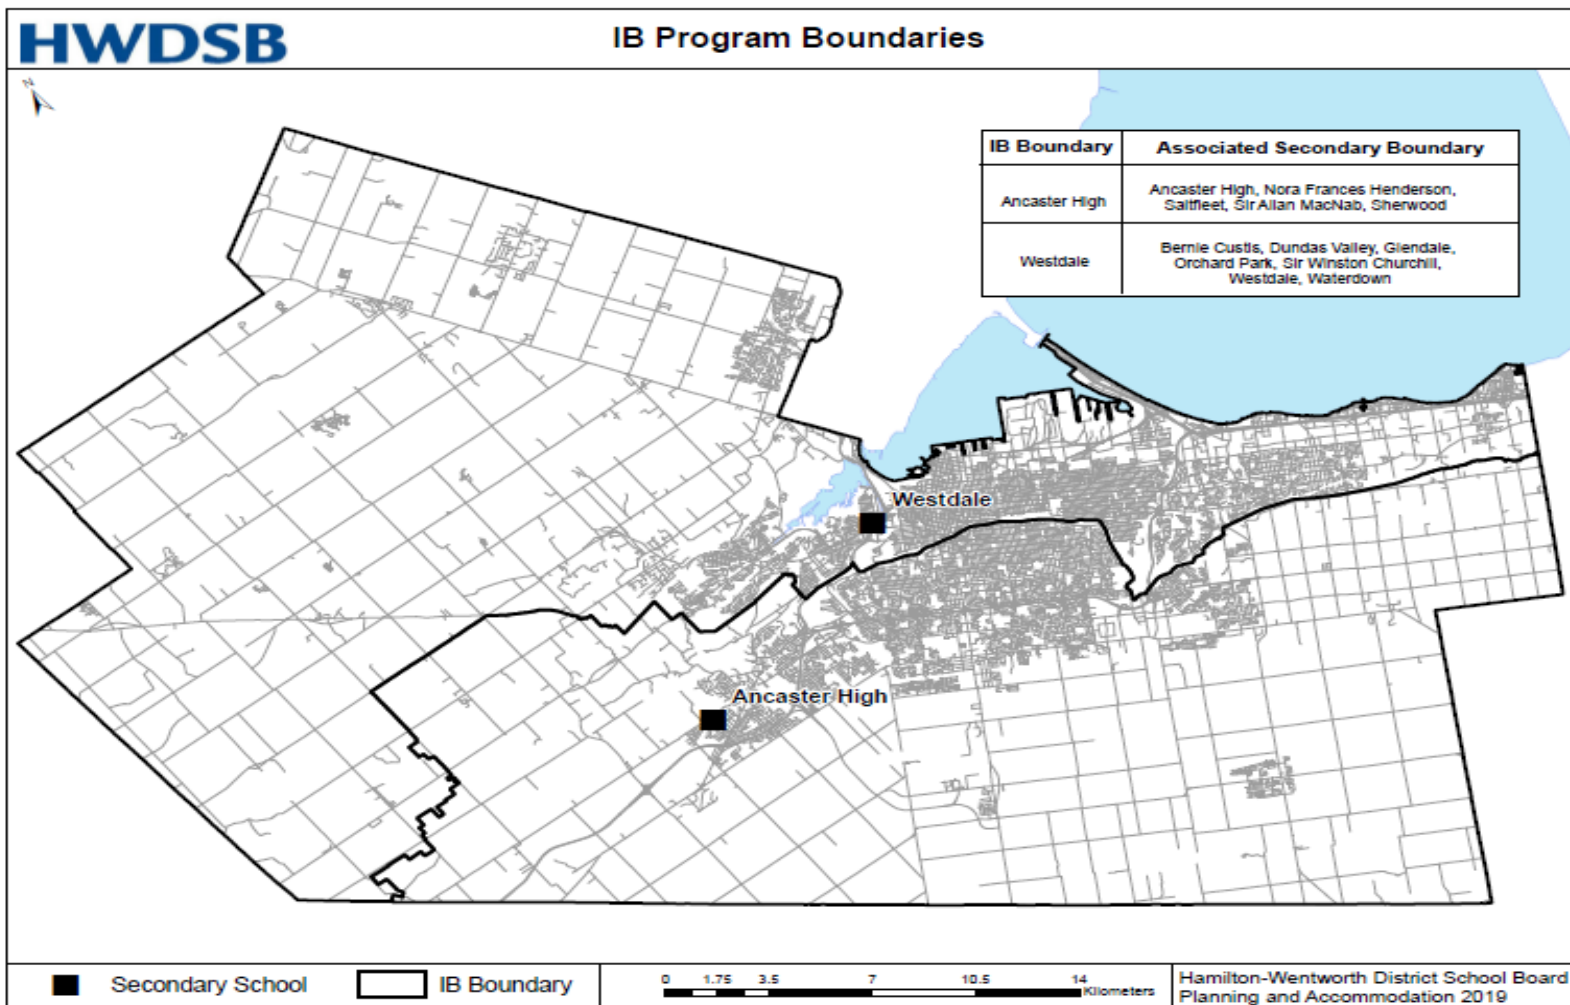 HWDSB
IB Program Boundaries
N
IB Boundary
Associated Secondary Boundary
Ancaster High
Ancaster High, Nora Frances Henderson,
Saltfleet, Sir Allan MacNab, Sherwood
Westdale
Bernie Custis, Dundas Valley, Glendale,
Orchard Park, Sir Winston Churchill,
Westdale, Waterdown
Westdale
Ancaster High
Secondary School
IB Boundary
0 1.75 3.5 7 10.5 14
Kilometers
Hamilton-Wentworth District School Board
Planning and Accommodation 2019